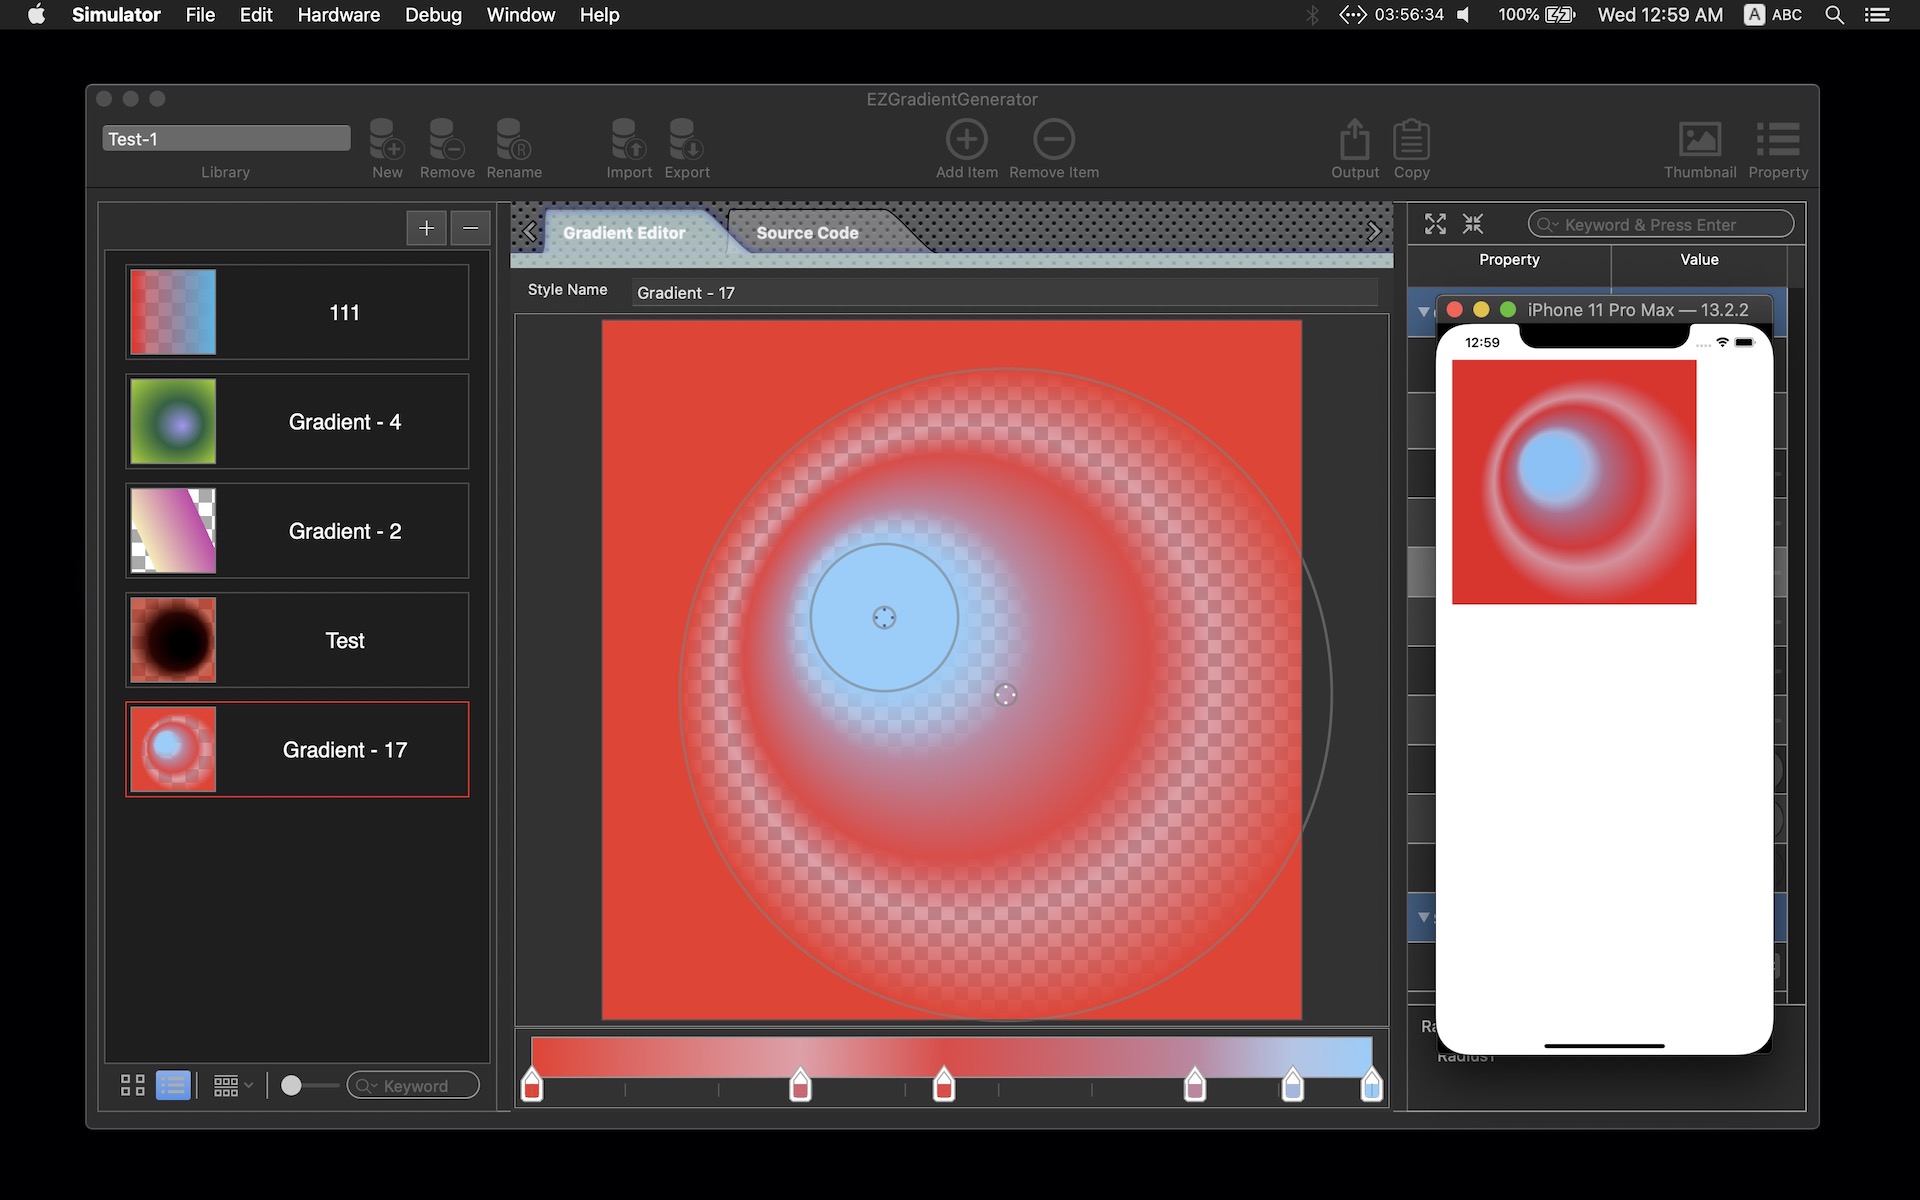 Simulator File Edit Hardware Debug Window Help
03:56:34 100% Wed 12:59 AM A ABC
EZGradientGenerator
Test-1
Library New Remove Rename Import Export Add Item Remove Item Output Copy Thumbnail Property
R
+ −
Gradient Editor Source Code
Keyword & Press Enter
Property Value
Style Name Gradient - 17
iPhone 11 Pro Max — 13.2.2
12:59
111
Gradient - 4
Gradient - 2
Test
Gradient - 17
Radius1
Keyword